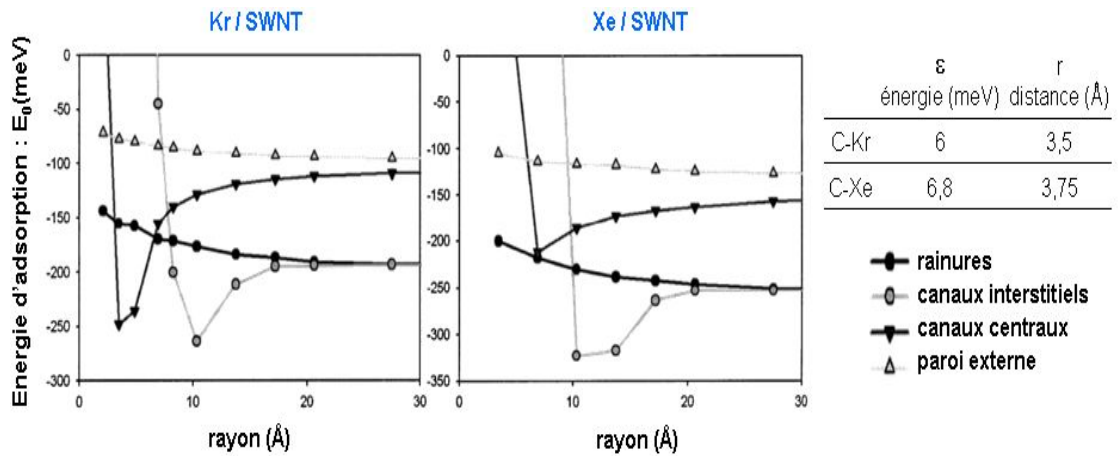 Kr / SWNT
Xe / SWNT
Energie d'adsorption : E₀(meV)
0
-50
-100
-150
-200
-250
-300
0
10
20
30
rayon (Å)
0
-50
-100
-150
-200
-250
-300
-350
0
10
20
30
rayon (Å)
ε r
énergie (meV) distance (Å)
C-Kr 6 3,5
C-Xe 6,8 3,75
rainures
canaux interstitiels
canaux centraux
paroi externe